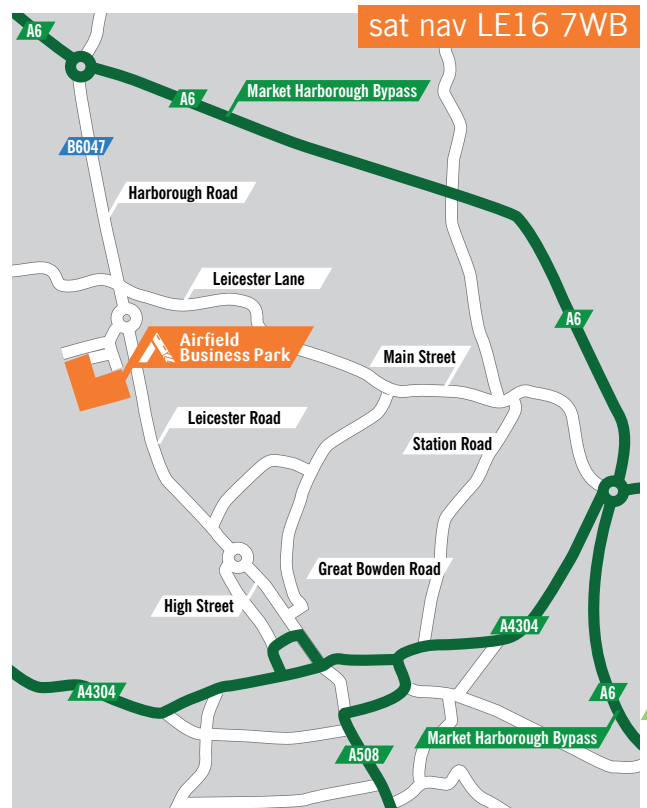 sat nav LE16 7WB
A6
Market Harborough Bypass
A6
B6047
Harborough Road
Leicester Lane
A6
Airfield
Business Park
Main Street
Leicester Road
Station Road
Great Bowden Road
High Street
A4304
A4304
A6
Market Harborough Bypass
A508